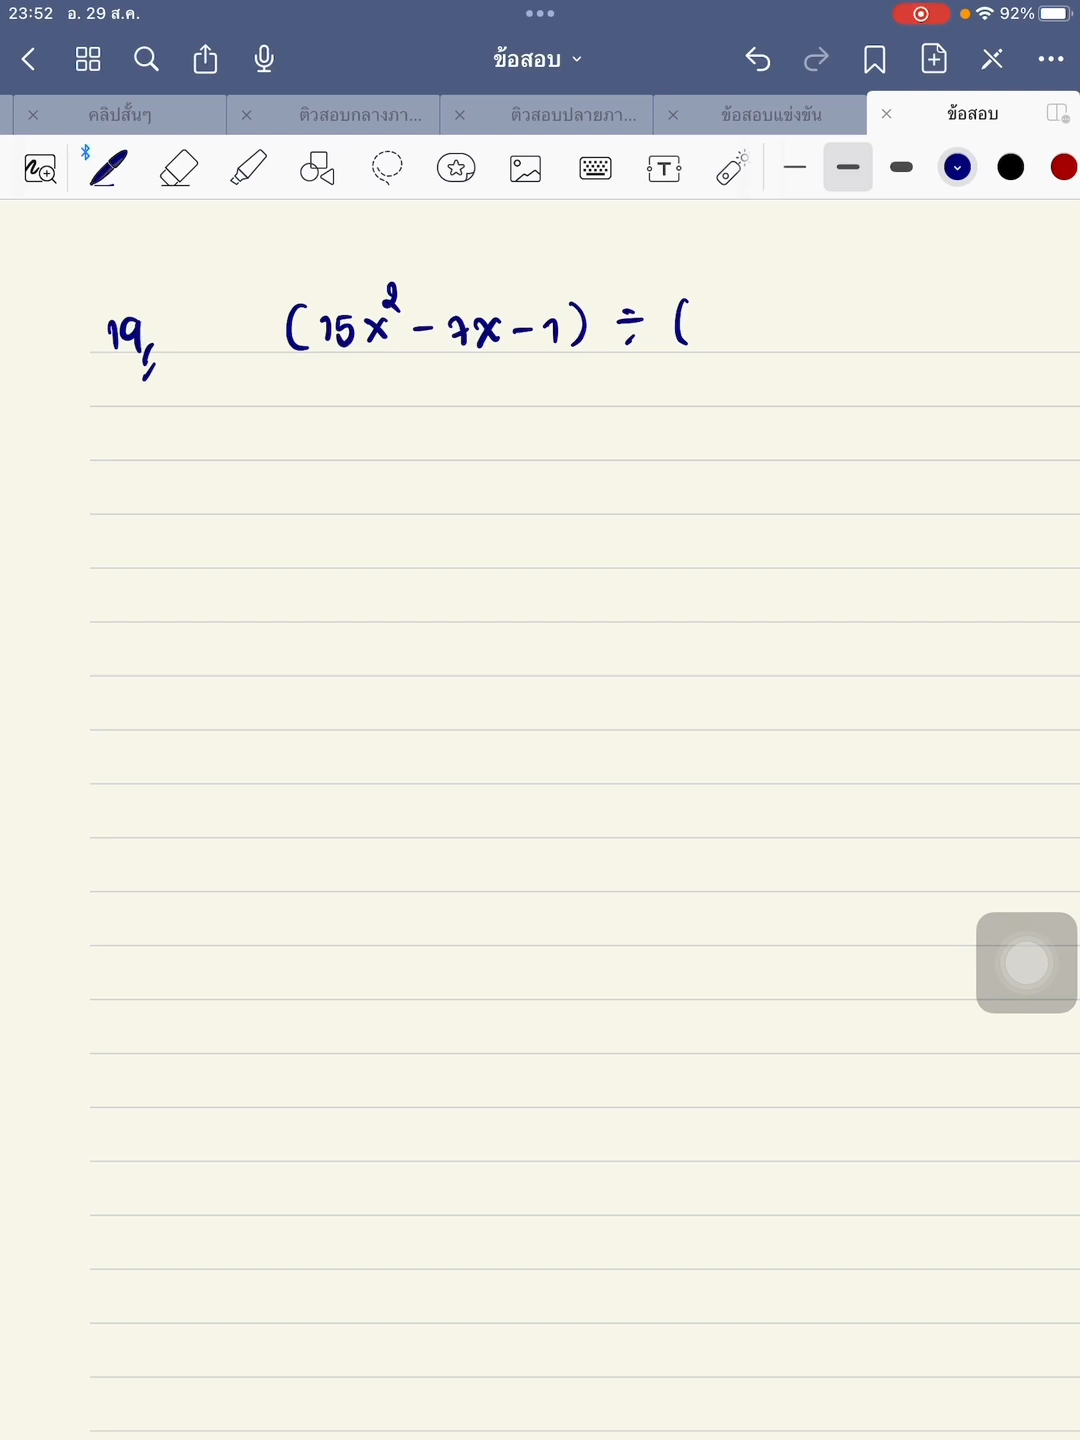 23:52 อ. 29 ส.ค. 92%
ข้อสอบ
คลิปสั้นๆ ติวสอบกลางภา... ติวสอบปลายภา... ข้อสอบแข่งขัน ข้อสอบ
T
19, (15x² - 7x - 1) ÷ (